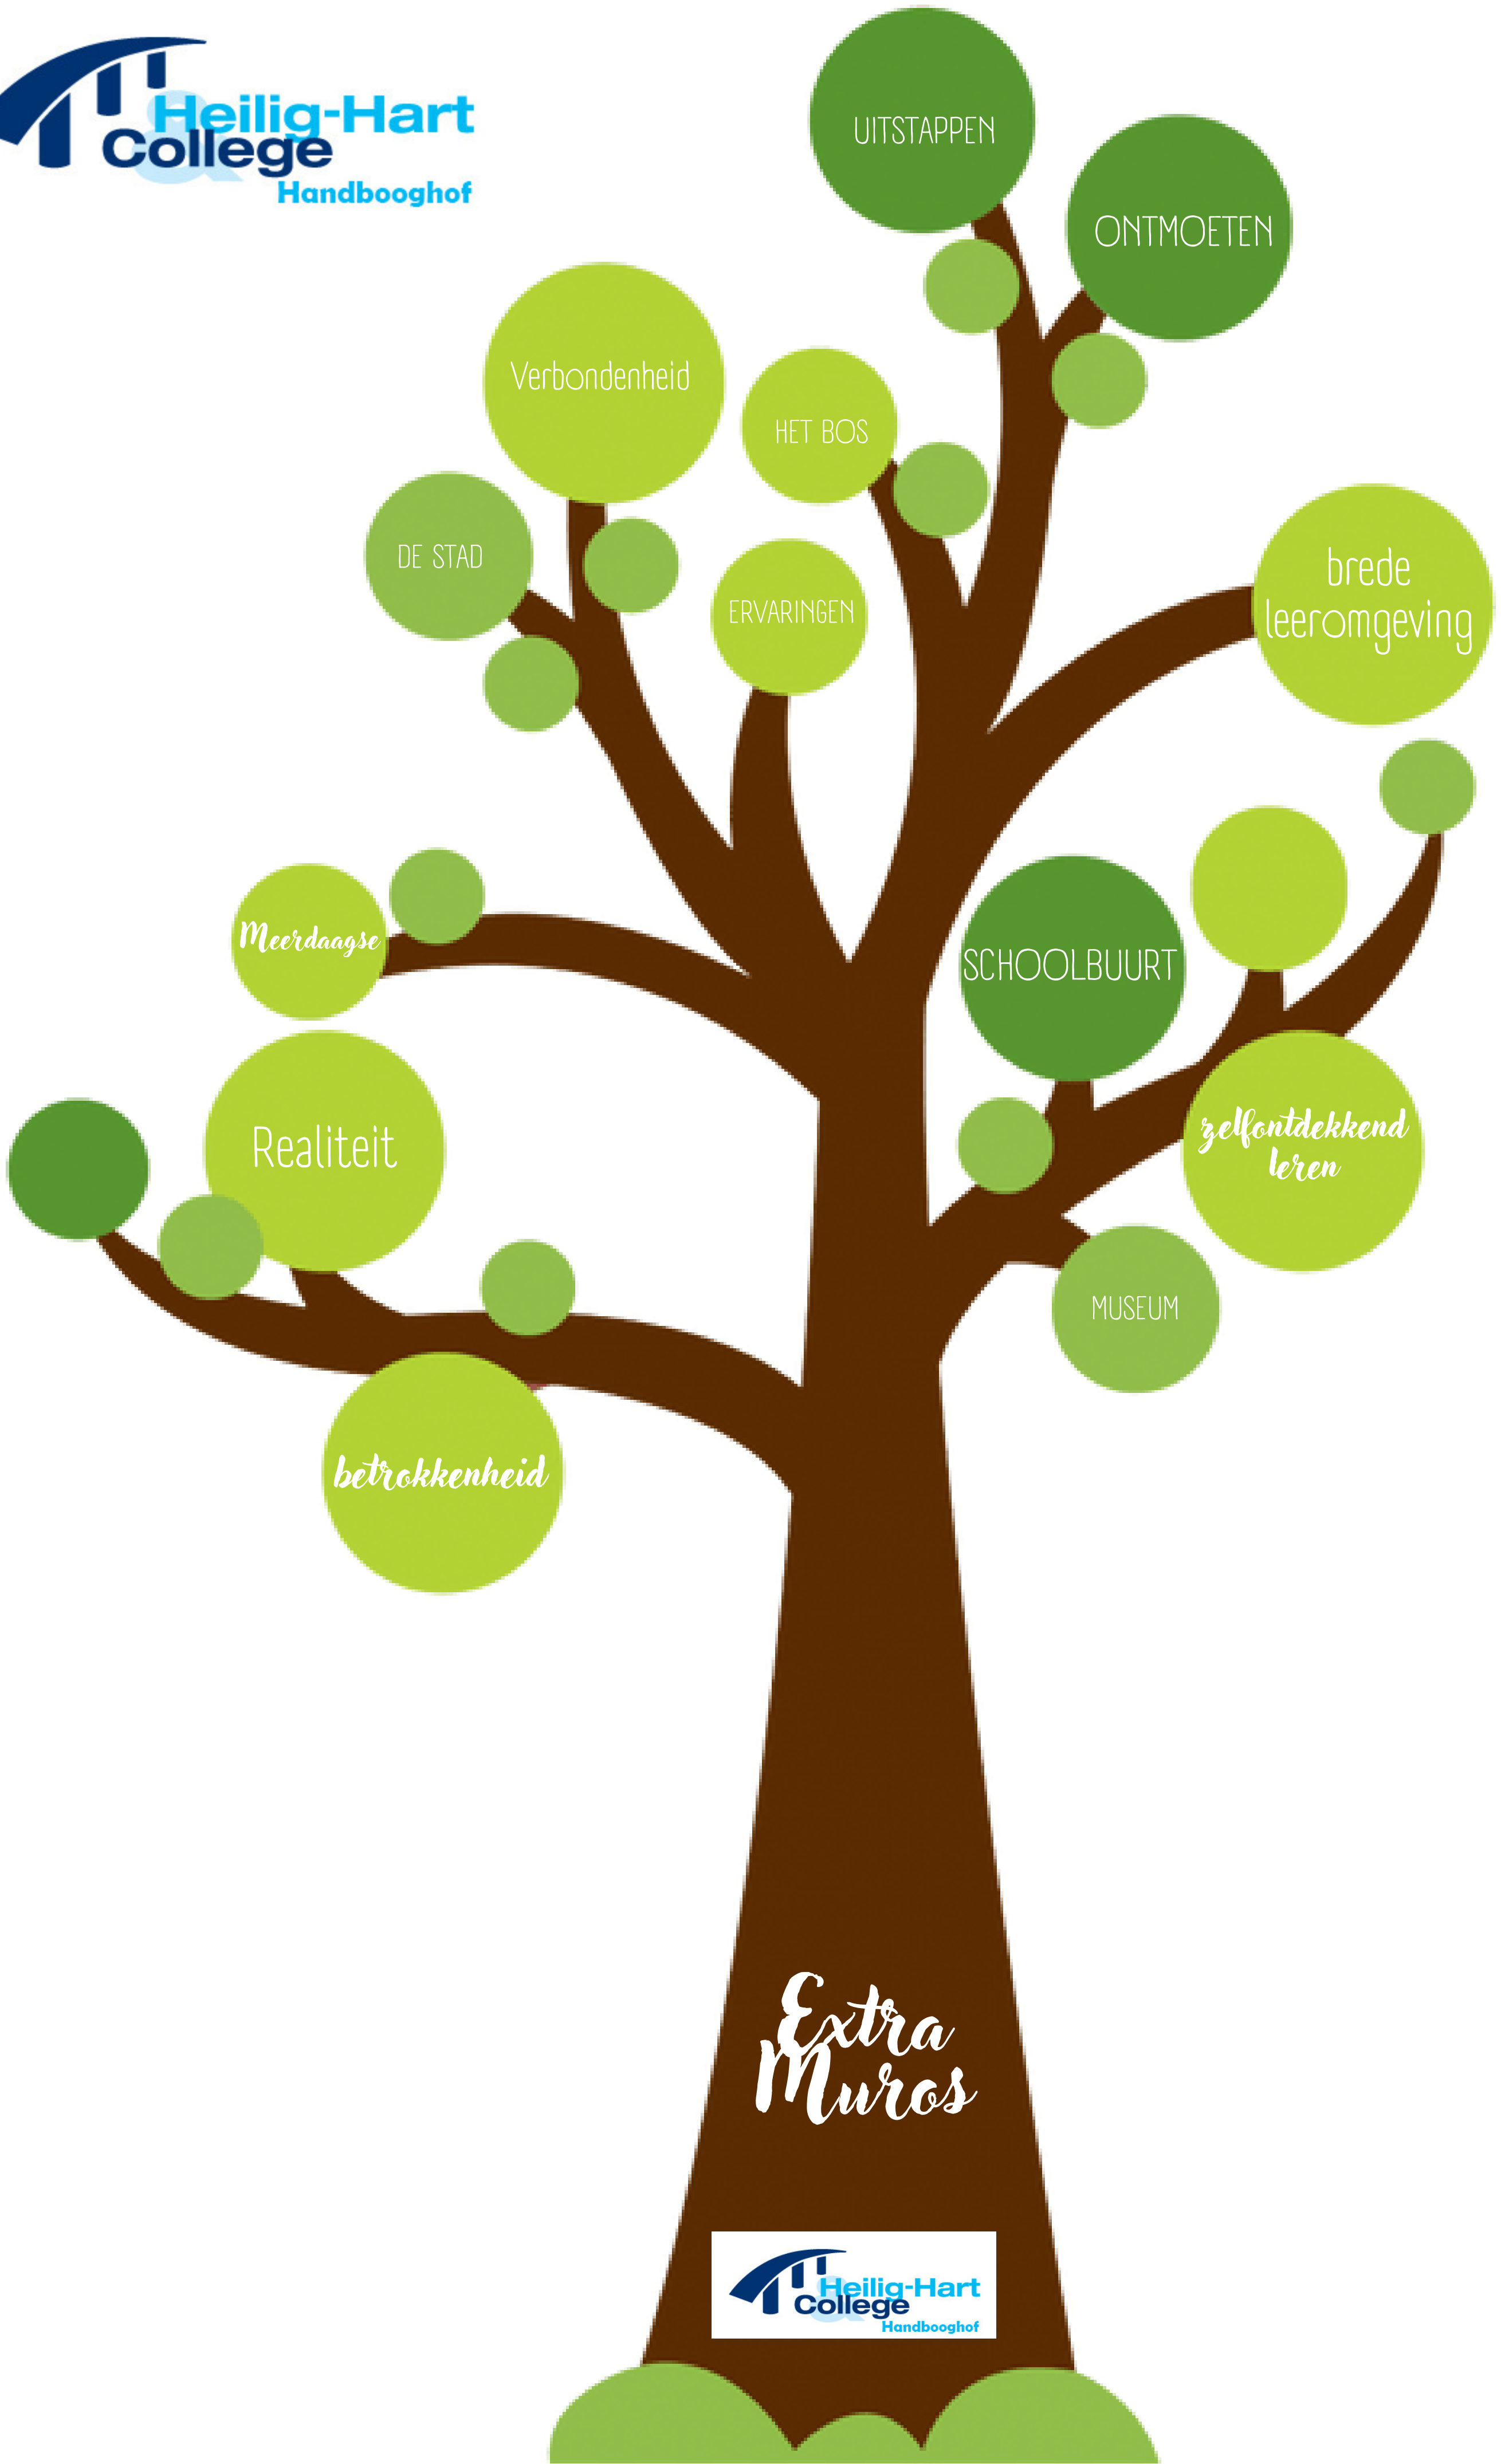 Heilig-Hart
& College
Handbooghof
UITSTAPPEN
ONTMOETEN
Verbondenheid
HET BOS
DE STAD
ERVARINGEN
brede
leeromgeving
Meerdaagse
SCHOOLBUURT
Realiteit
zelfontdekkend
leren
MUSEUM
betrokkenheid
Extra
Muros
Heilig-Hart
& College
Handbooghof